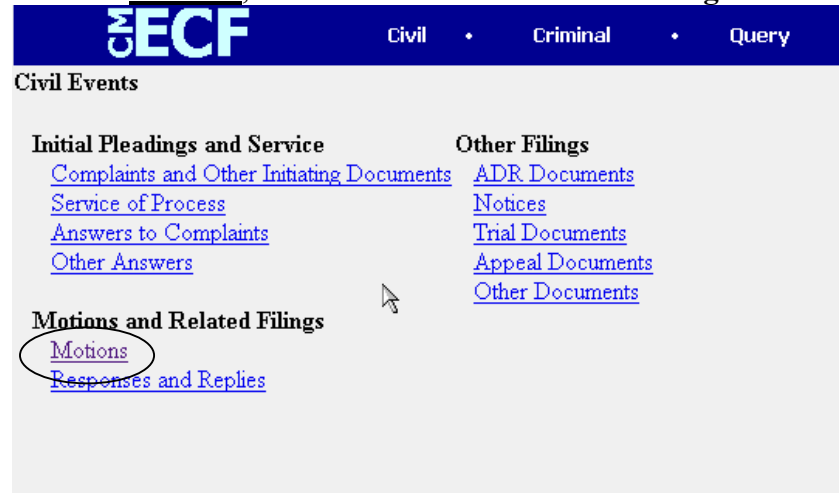 CM ECF Civil • Criminal • Query
Civil Events
Initial Pleadings and Service
Complaints and Other Initiating Documents
Service of Process
Answers to Complaints
Other Answers
Motions and Related Filings
Motions
Responses and Replies
Other Filings
ADR Documents
Notices
Trial Documents
Appeal Documents
Other Documents